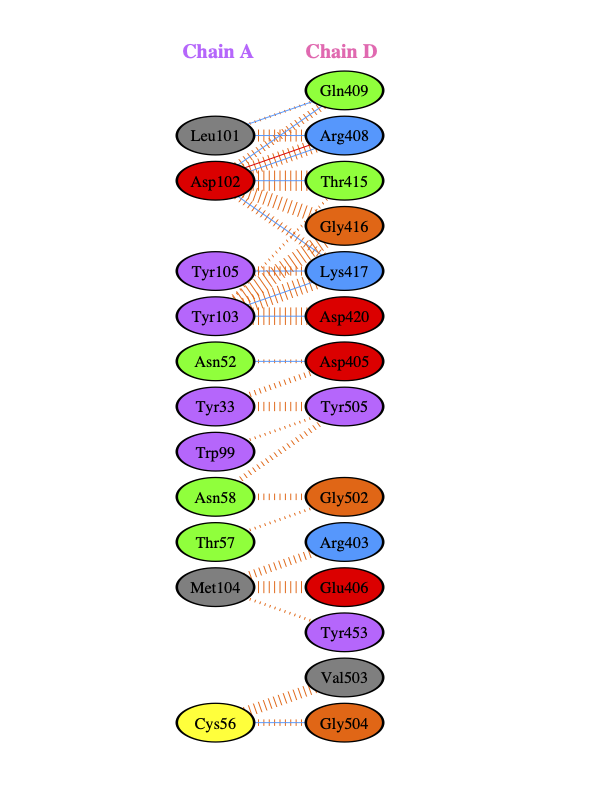 Chain A Chain D
Gln409
Leu101 Arg408
Asp102 Thr415
Gly416
Tyr105 Lys417
Tyr103 Asp420
Asn52 Asp405
Tyr33 Tyr505
Trp99
Asn58 Gly502
Thr57 Arg403
Met104 Glu406
Tyr453
Val503
Cys56 Gly504